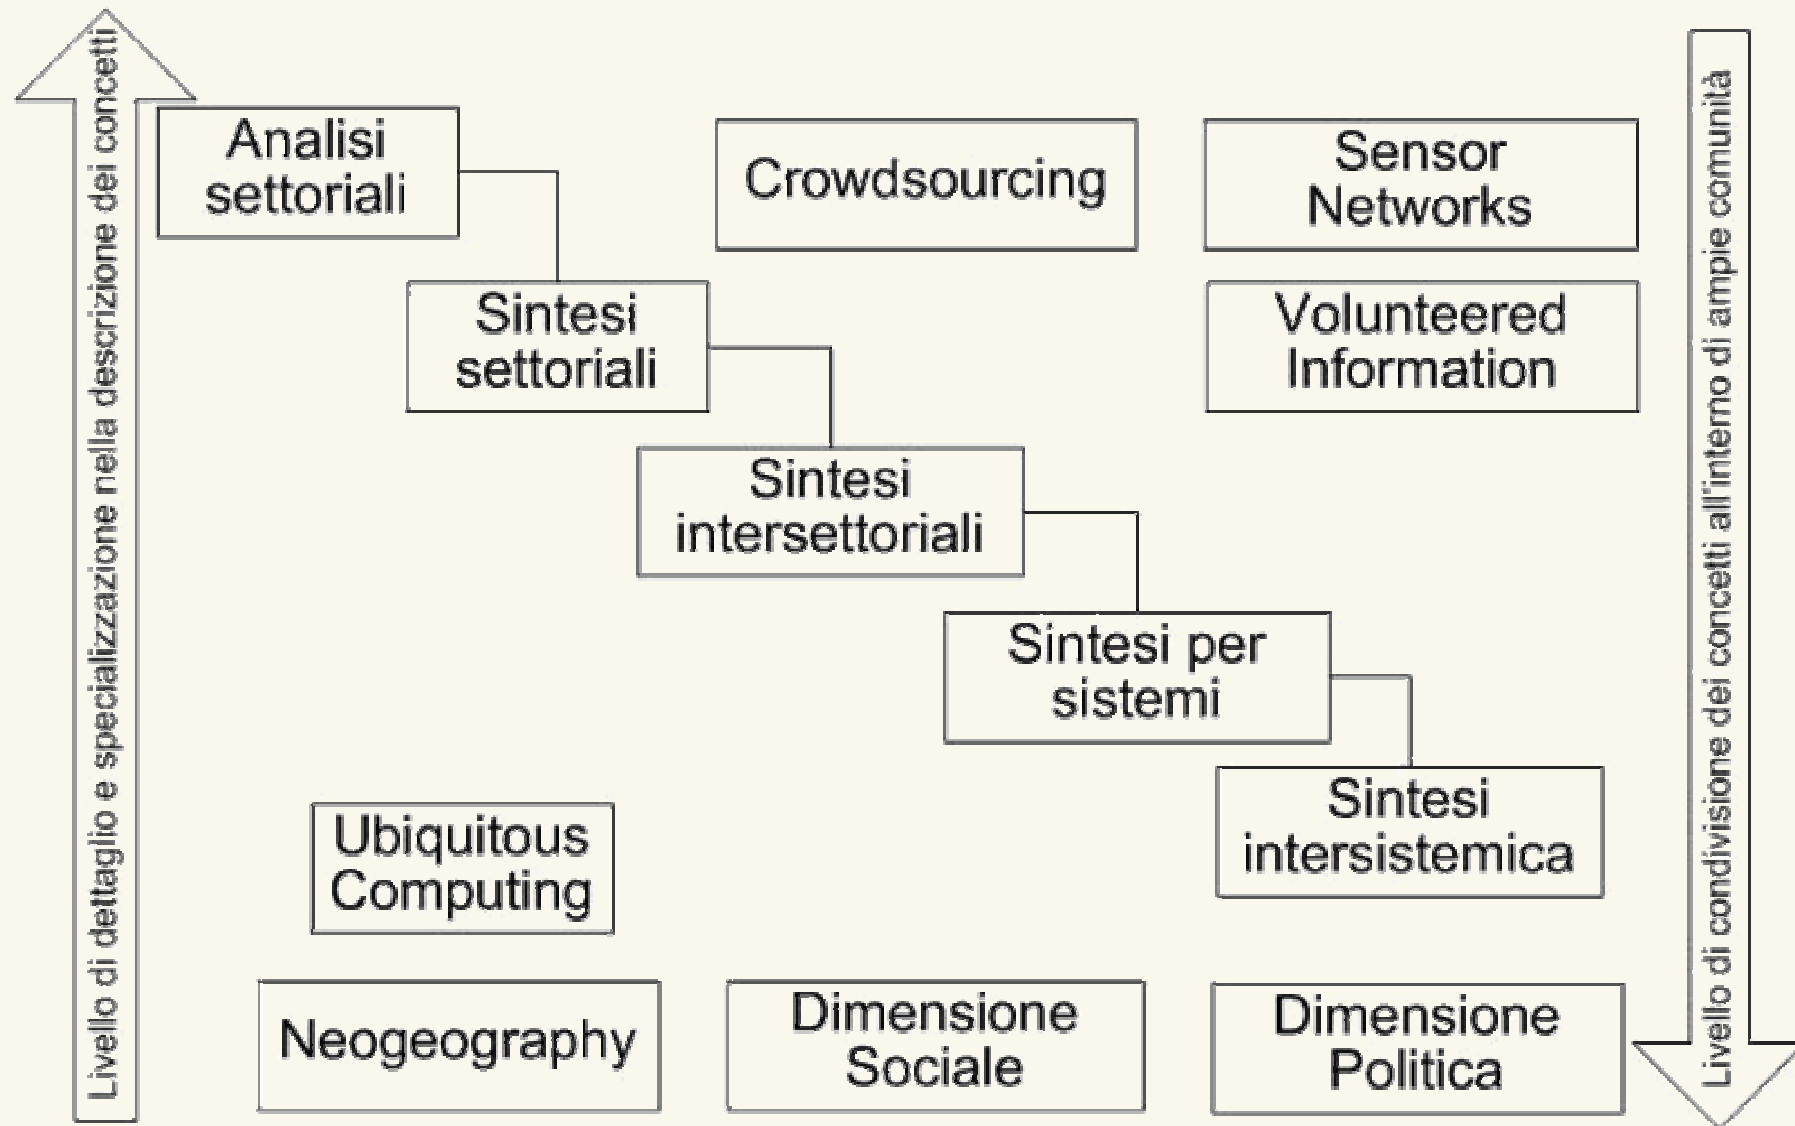 Livello di dettaglio e specializzazione nella descrizione dei concetti
Analisi
settoriali
Crowdsourcing
Sensor
Networks
Sintesi
settoriali
Volunteered
Information
Sintesi
intersettoriali
Sintesi per
sistemi
Sintesi
intersistemica
Ubiquitous
Computing
Neogeography
Dimensione
Sociale
Dimensione
Politica
Livello di condivisione dei concetti all'interno di ampie comunità